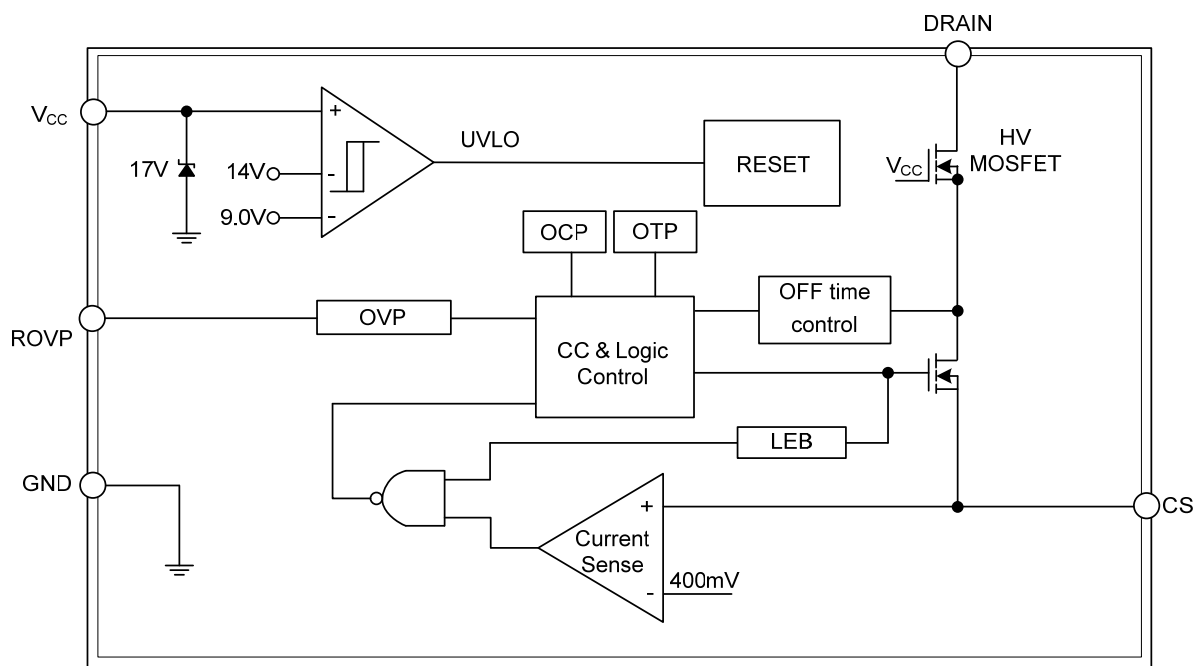 DRAIN
VCC
17V
+
14V
-
9.0V
-
UVLO
RESET
VCC
HV
MOSFET
OCP
OTP
ROVP
OVP
CC & Logic
Control
OFF time
control
LEB
GND
+
Current
Sense
-
400mV
CS